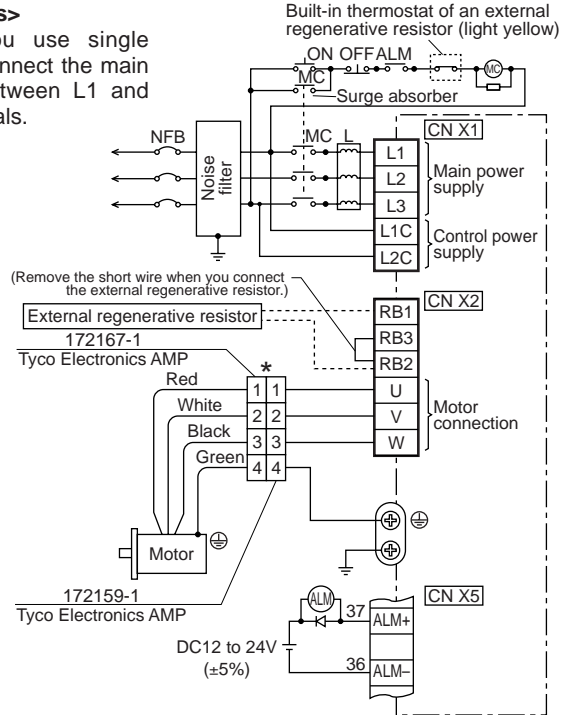 s>
ou use single
nnect the main
tween L1 and
als.
Built-in thermostat of an external
regenerative resistor (light yellow)
ON OFF ALM
MC
MC
Surge absorber
NFB
Noise
filter
MC L
CN X1
L1
L2
L3
L1C
L2C
Main power
supply
Control power
supply
(Remove the short wire when you connect
the external regenerative resistor.)
External regenerative resistor
CN X2
RB1
RB3
RB2
U
V
W
Motor
connection
172167-1
Tyco Electronics AMP
*
Red
White
Black
Green
1 1
2 2
3 3
4 4
Motor
172159-1
Tyco Electronics AMP
CN X5
ALM
37
ALM+
DC12 to 24V
(±5%)
36
ALM–